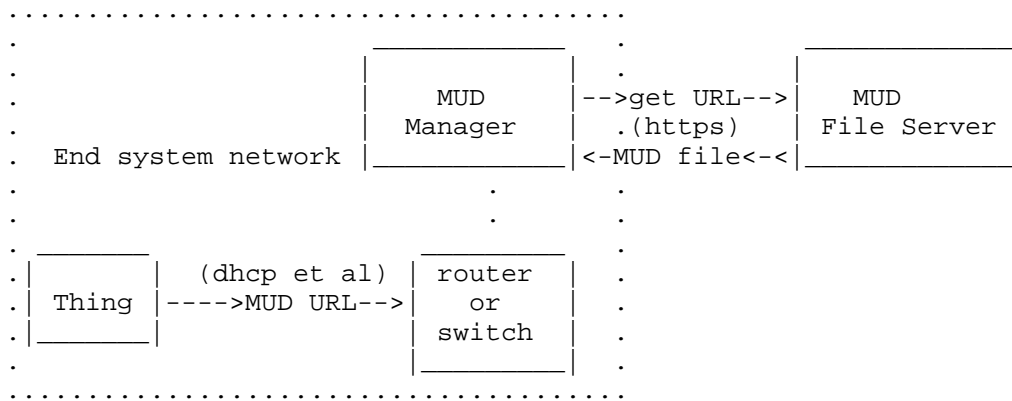 MUD -->get URL--> MUD
Manager (https) File Server
End system network <-MUD file<-<
(dhcp et al) router
Thing ---->MUD URL--> or
switch